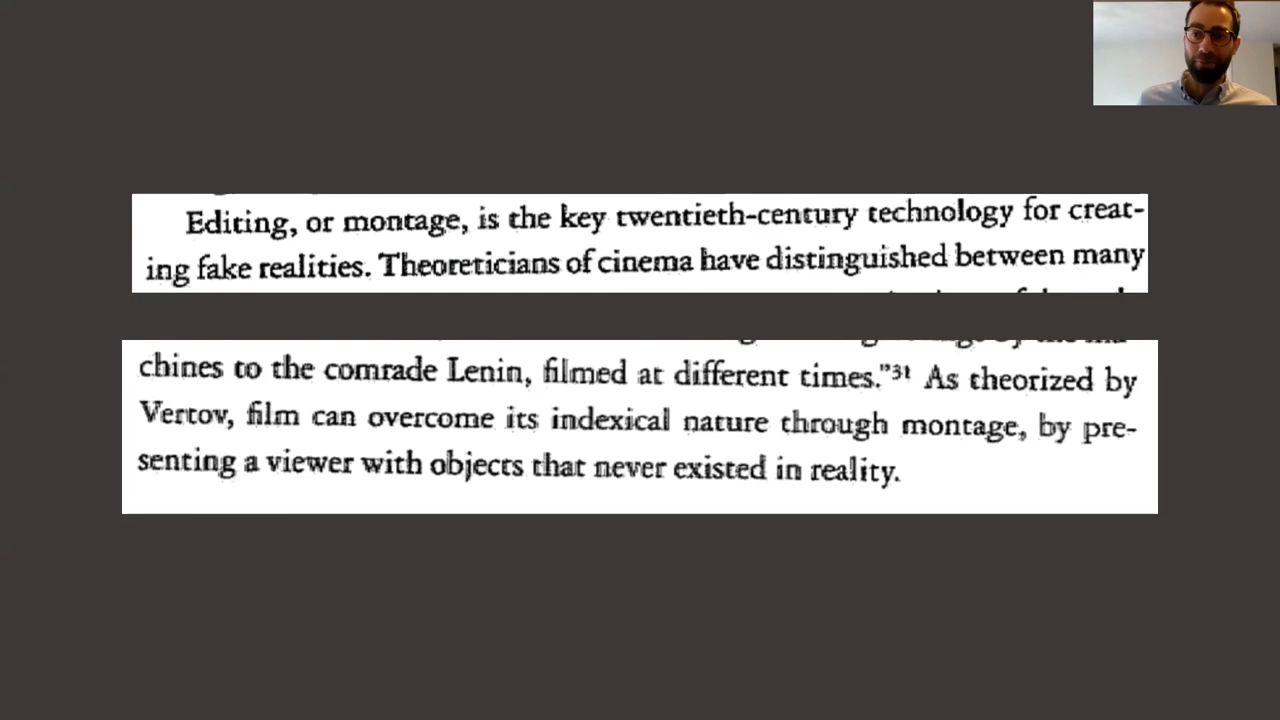 Editing, or montage, is the key twentieth-century technology for creat-
ing fake realities. Theoreticians of cinema have distinguished between many
chines to the comrade Lenin, filmed at different times."31 As theorized by
Vertov, film can overcome its indexical nature through montage, by pre-
senting a viewer with objects that never existed in reality.